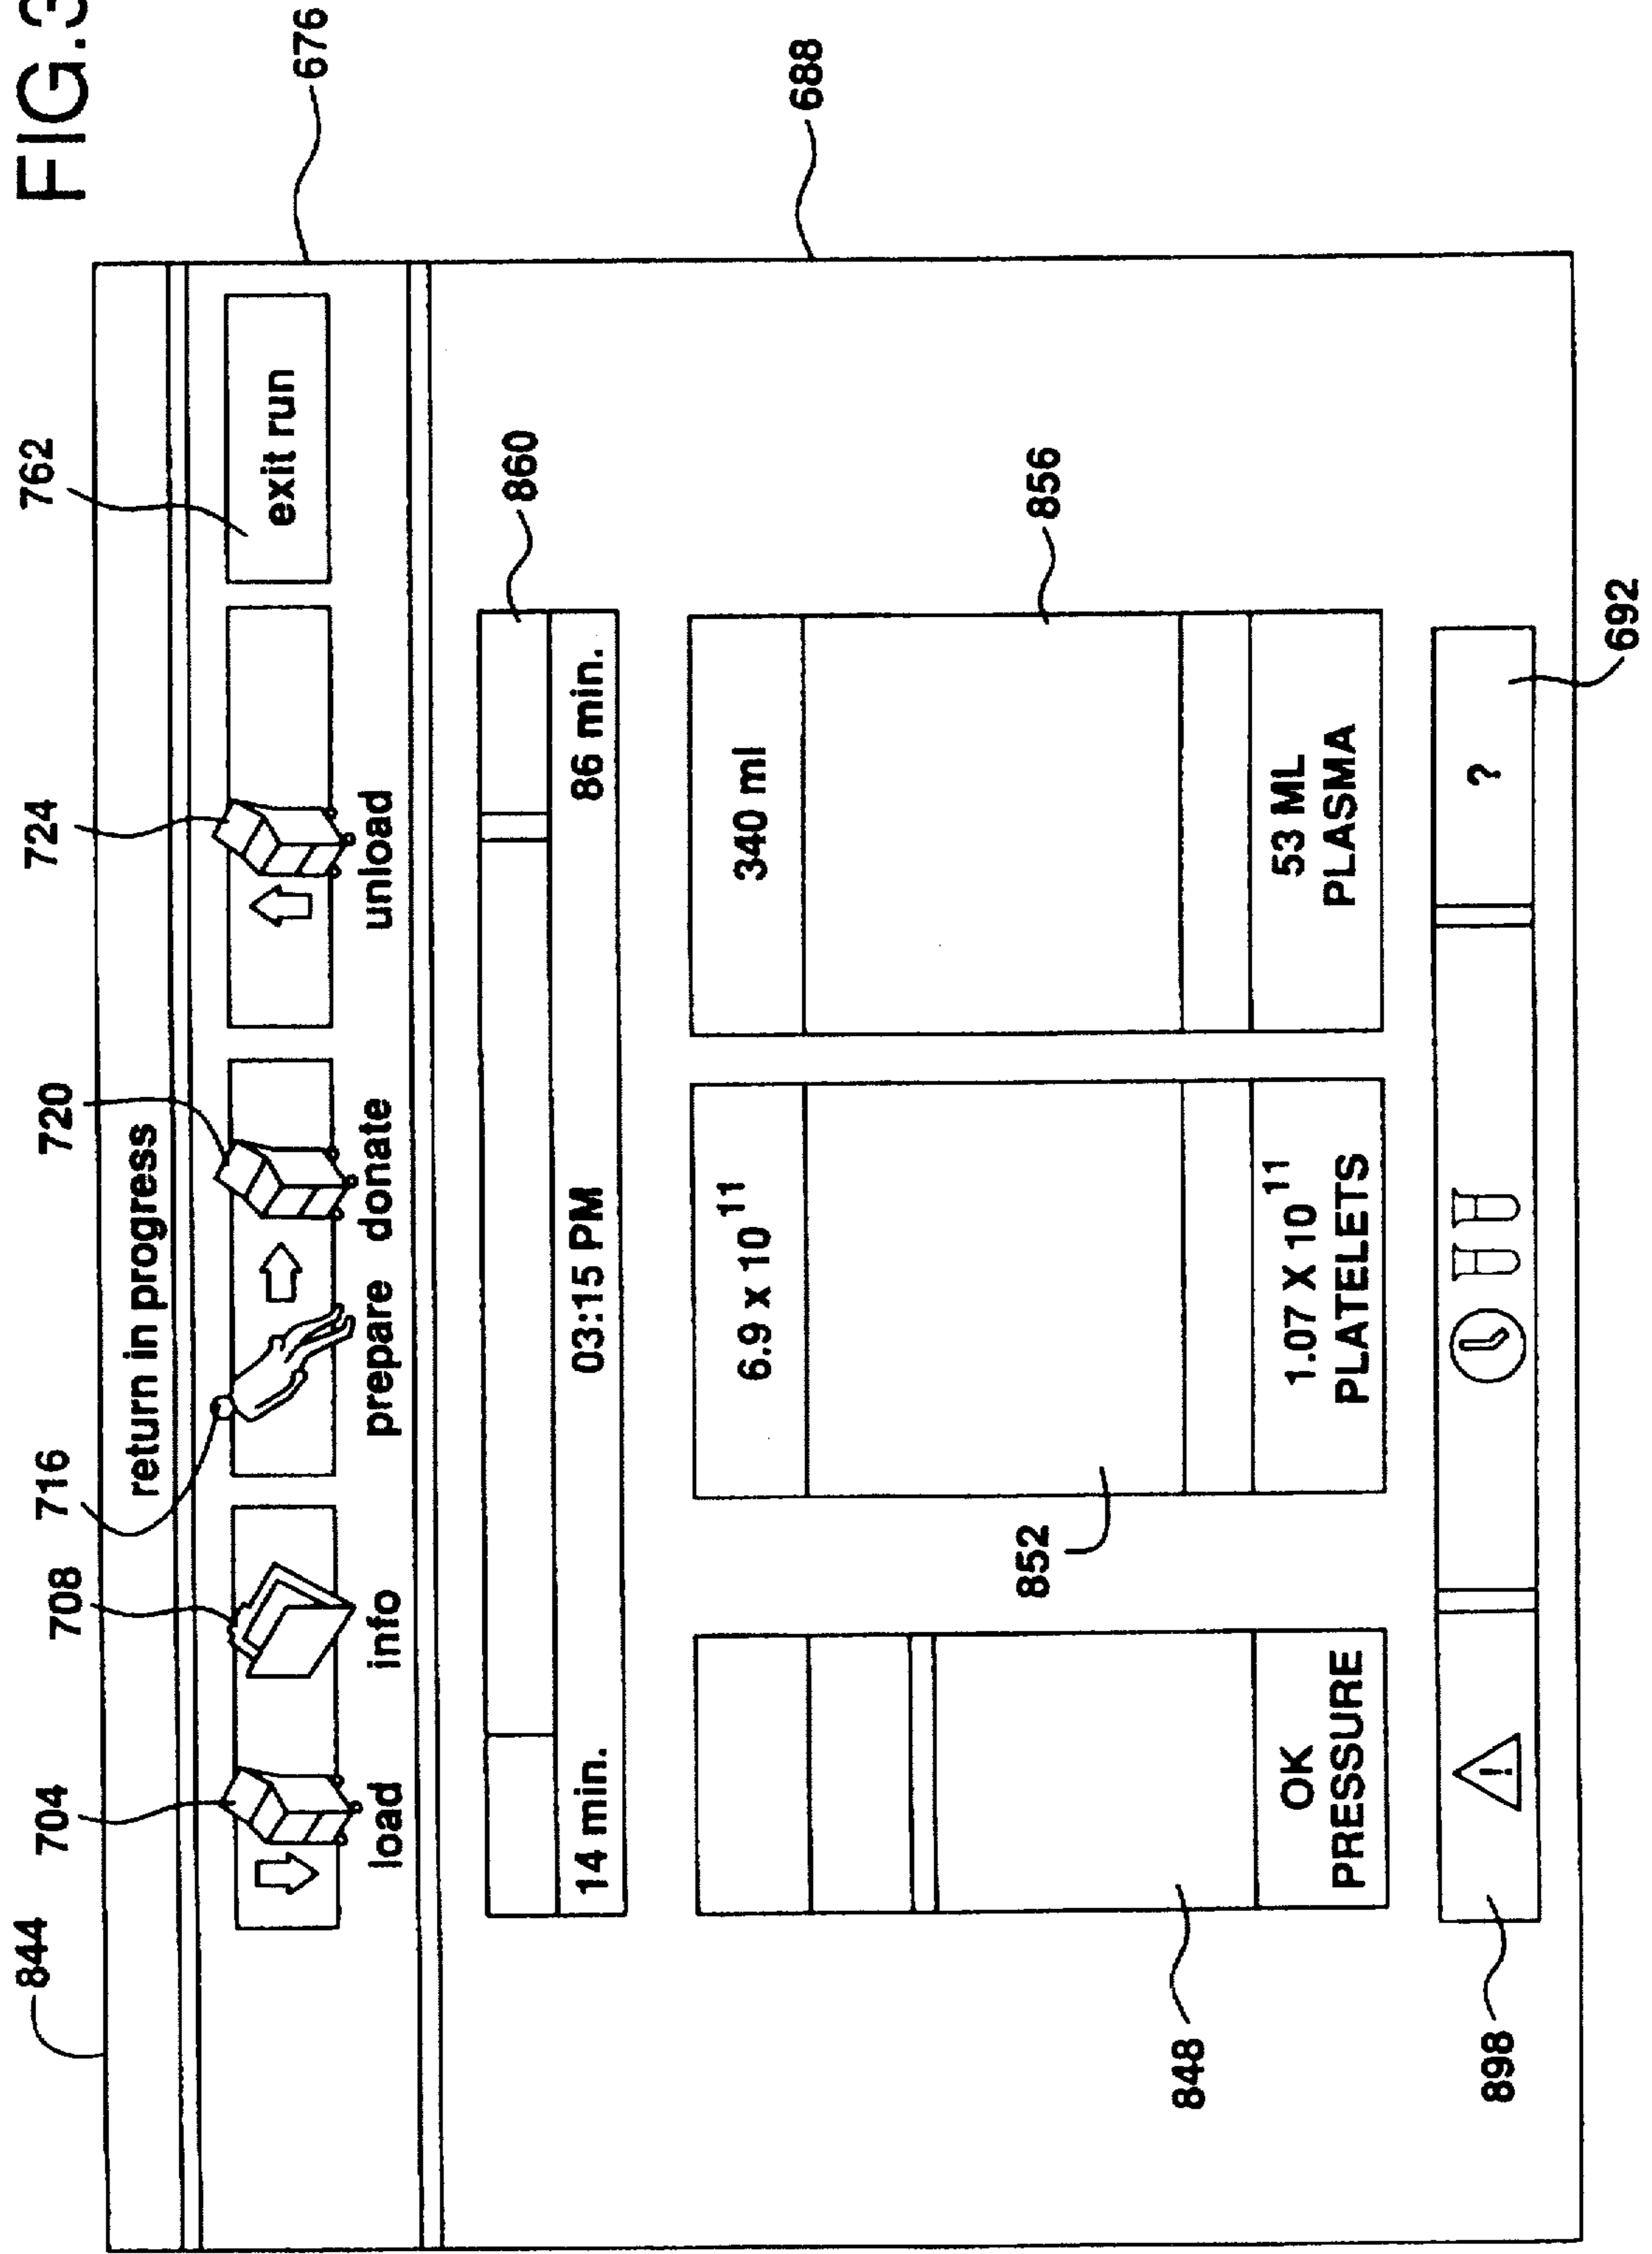 FIG.3
844
704
708
716
720
724
762
return in progress
676
exit run
load
info
prepare
donate
unload
860
14 min.
03:15 PM
86 min.
688
6.9 x 10^11
340 ml
852
856
848
OK
PRESSURE
1.07 X 10^11
PLATELETS
53 ML
PLASMA
898
!
?
692